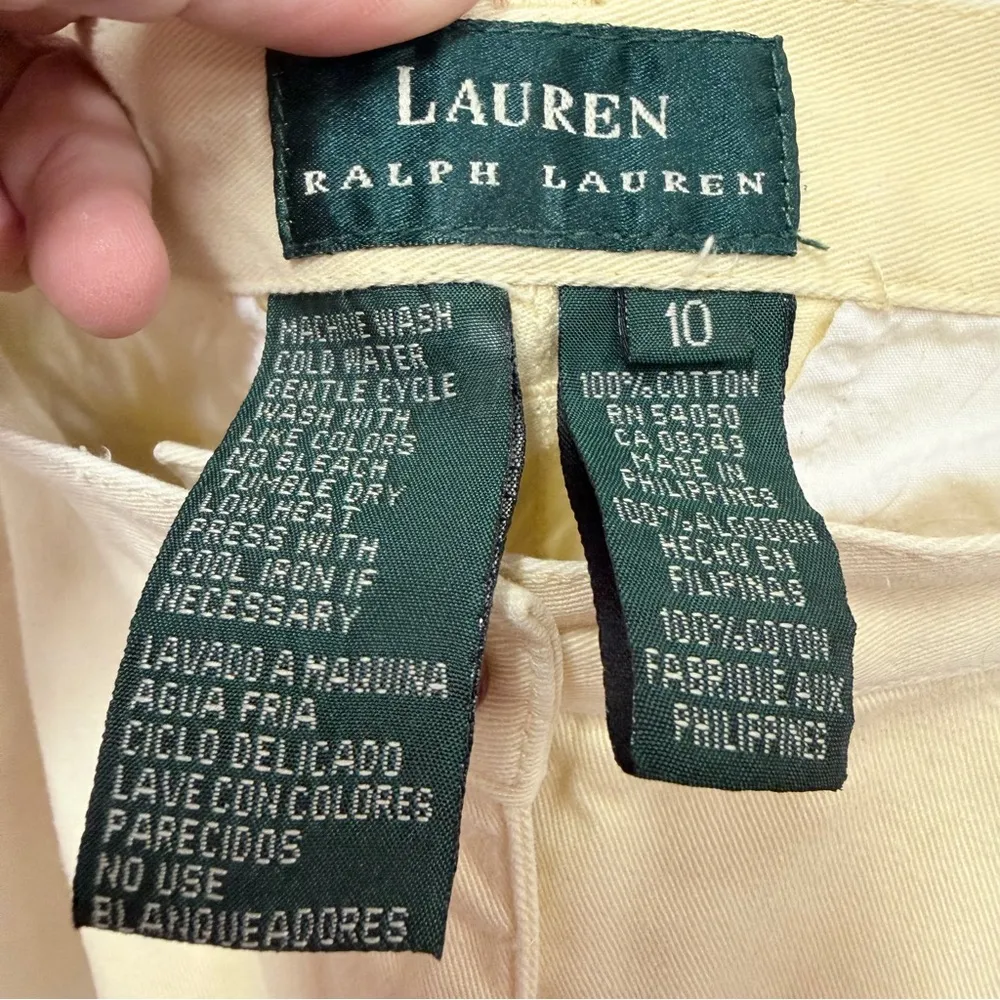 LAUREN
RALPH LAUREN
MACHINE WASH
COLD WATER
GENTLE CYCLE
WASH WITH
LIKE COLORS
NO BLEACH
TUMBLE DRY
LOW HEAT
PRESS WITH
COOL IRON IF
NECESSARY
LAVADO A MAQUINA
AGUA FRIA
CICLO DELICADO
LAVE CON COLORES
PARECIDOS
NO USE
BLANQUEADORES
10
100% COTTON
RN 54050
CA 08349
MADE IN
PHILIPPINES
100% ALGODON
HECHO EN
FILIPINAS
100% COTON
FABRIQUE AUX
PHILIPPINES